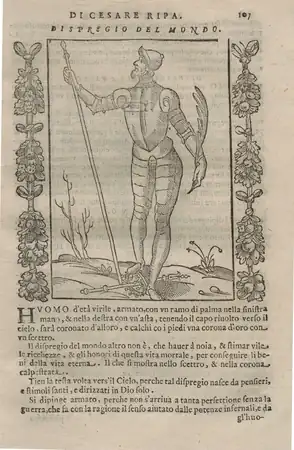 DI CESARE RIPA. 107
DISPREGIO DEL MONDO.
HVOMO d'età virile, armato, con vn ramo di palma nella sinistra
mano, & nella destra con vn'asta, tenendo il capo riuolto verso il
cielo, sarà coronato d'alloro, e calchi co i piedi vna corona d'oro con
vn scettro.
Il dispregio del mondo altro non è, che hauer à noia, & stimar vile
le ricchezze, & gli honori di questa vita mortale, per conseguire li be-
ni della vita eterna. Il che si mostra nello scettro, & nella corona
calpestrata.
Tien la testa volta versò il Cielo, perche tal dispregio nasce da pensieri,
e stimoli santi, e dirizzati in Dio solo.
Si dipinge armato, perche non s'arriua a tanta perfettione senza la
guerra, che fa con la ragione il senso aiutato dalle potenze infernali, e da
gl'huo-